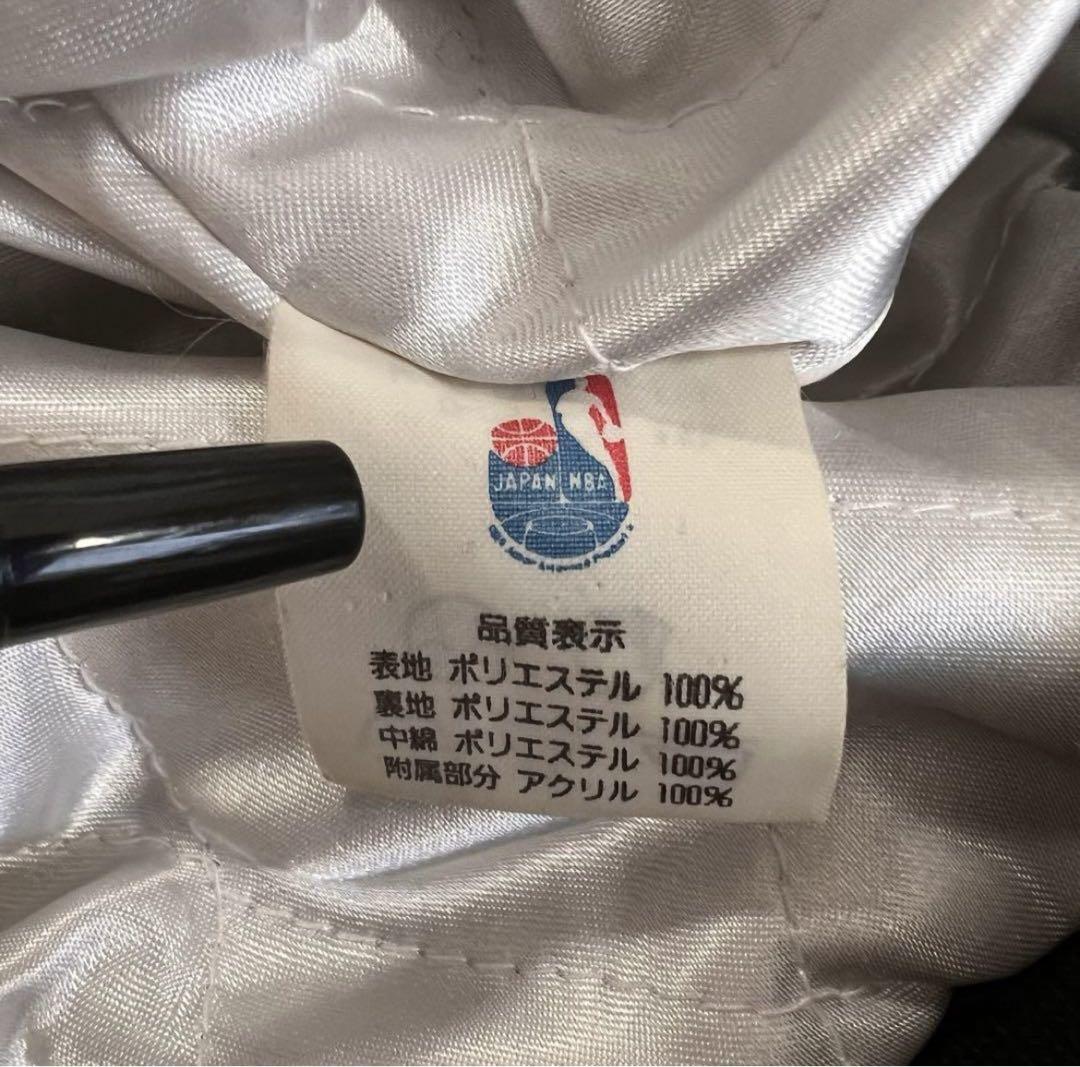 JAPAN NBA
品質表示
表地 ポリエステル 100%
裏地 ポリエステル 100%
中綿 ポリエステル 100%
附属部分 アクリル 100%